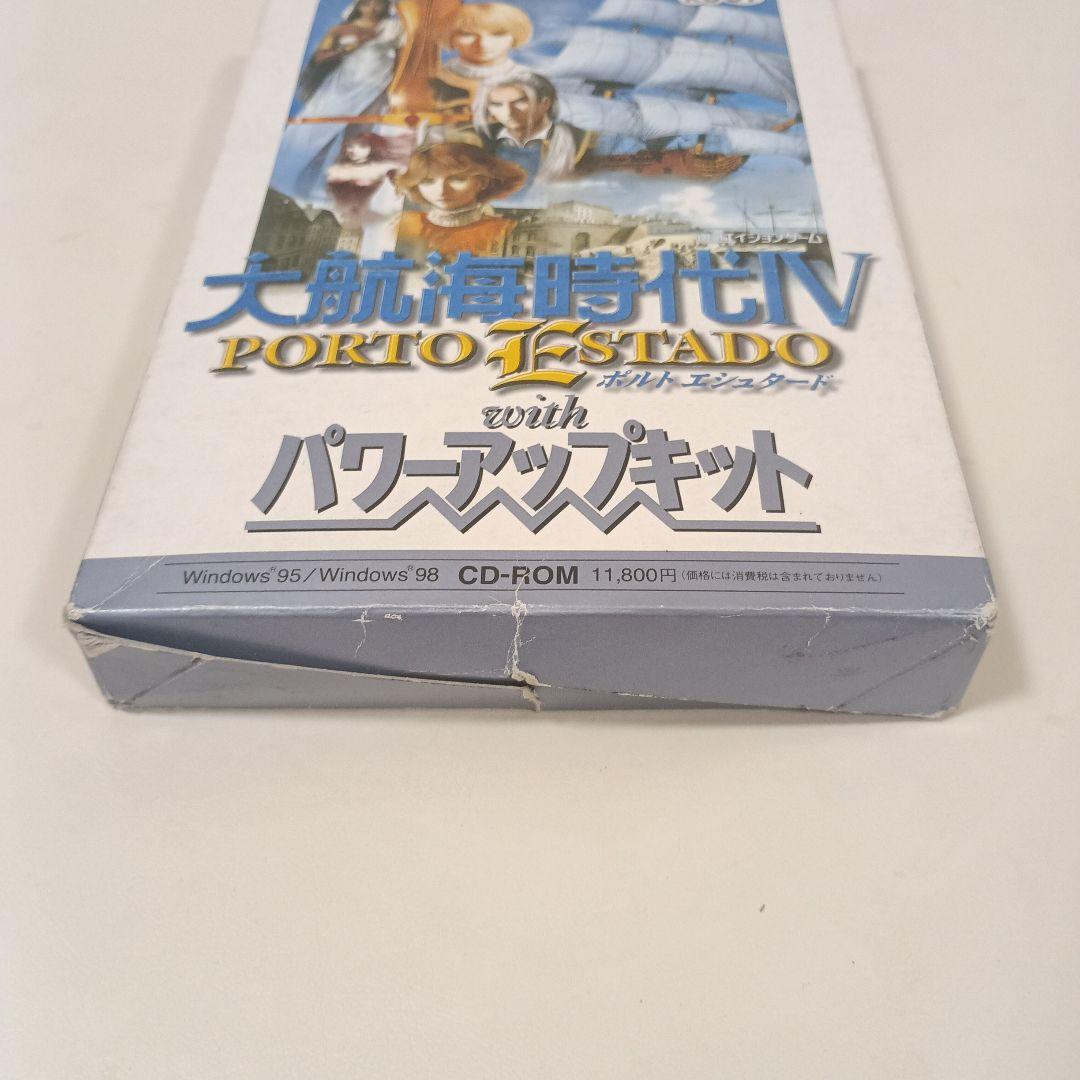 大航海時代IV
PORTO ESTADO
ポルト エシュタード
with
パワーアップキット
Windows®95/Windows®98 CD-ROM 11,800円(価格には消費税は含まれておりません)